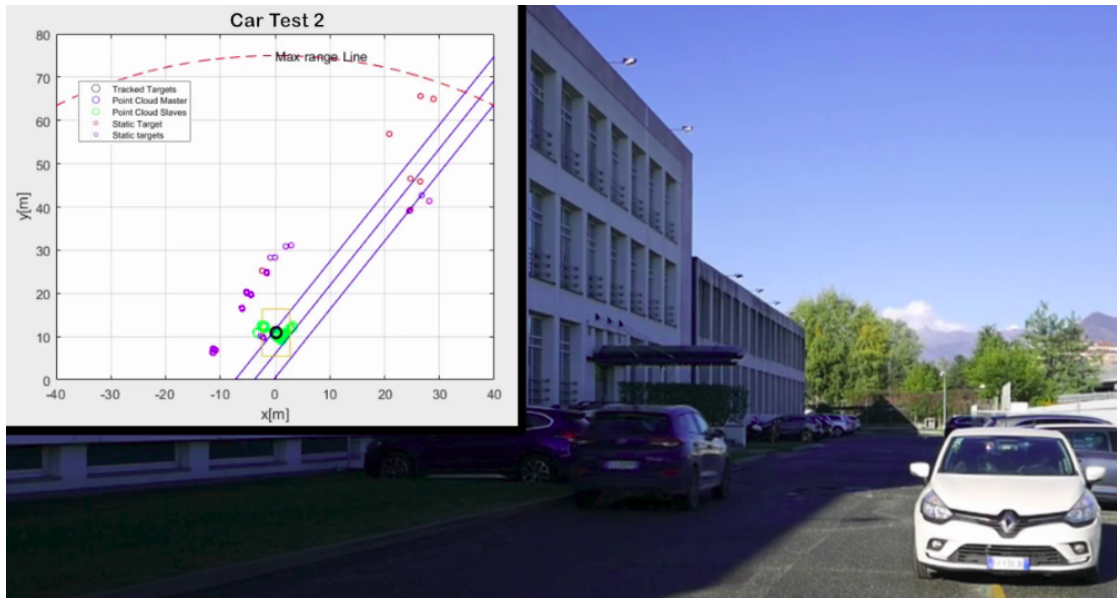 Car Test 2
80
70
60
50
40
30
20
10
0
y[m]
Max range Line
Tracked Targets
Point Cloud Master
Point Cloud Slaves
Static Target
Static targets
-40 -30 -20 -10 0 10 20 30 40
x[m]